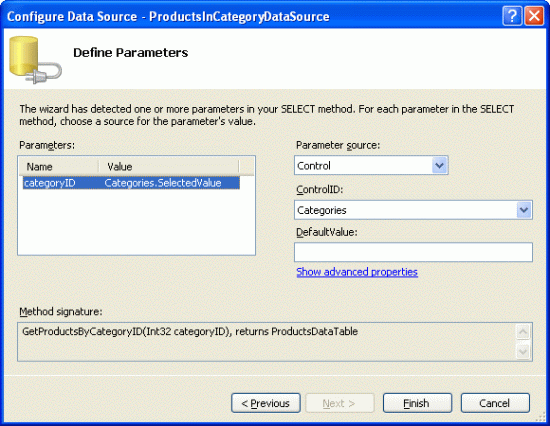 Configure Data Source - ProductsInCategoryDataSource
Define Parameters
The wizard has detected one or more parameters in your SELECT method. For each parameter in the SELECT
method, choose a source for the parameter's value.
Parameters:
Name Value
categoryID Categories.SelectedValue
Parameter source:
Control
ControlID:
Categories
DefaultValue:
Show advanced properties
Method signature:
GetProductsByCategoryID(Int32 categoryID), returns ProductsDataTable
< Previous Next > Finish Cancel